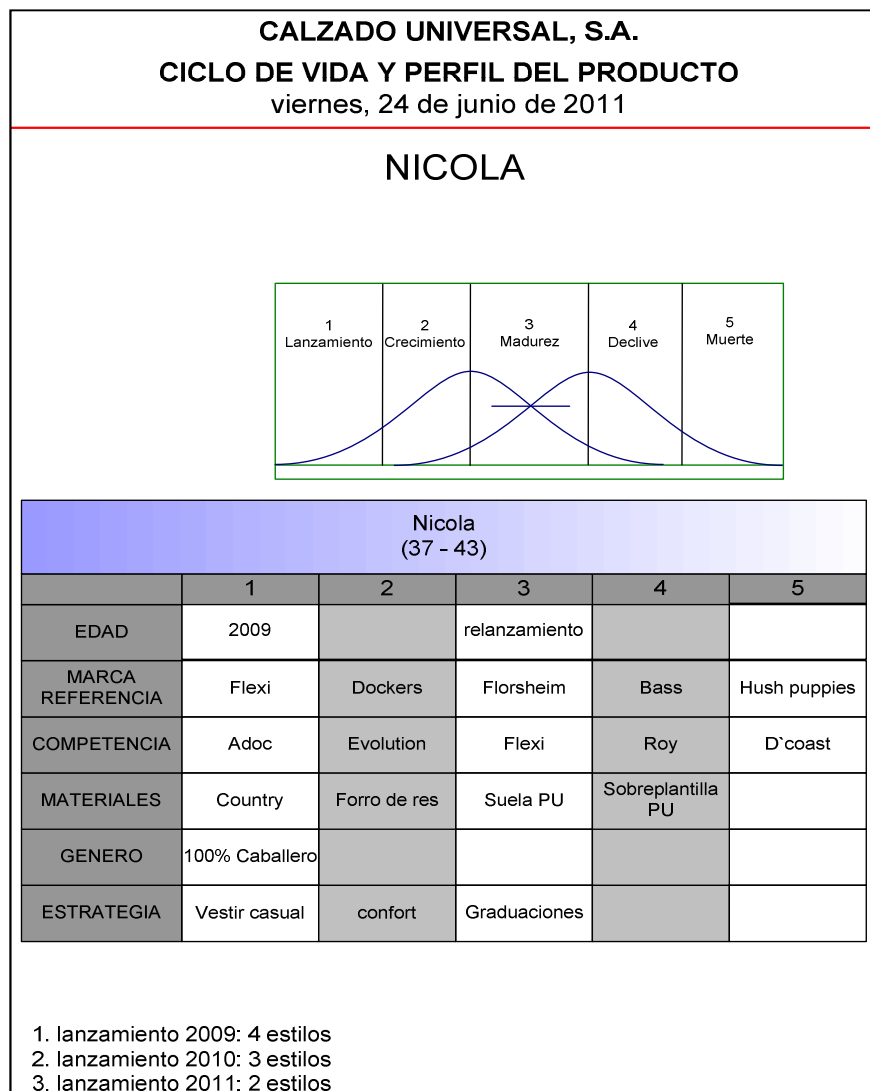 CALZADO UNIVERSAL, S.A.
CICLO DE VIDA Y PERFIL DEL PRODUCTO
viernes, 24 de junio de 2011
NICOLA
1 2 3 4 5
Lanzamiento Crecimiento Madurez Declive Muerte
Nicola
(37 - 43)
1 2 3 4 5
EDAD 2009 relanzamiento
MARCA REFERENCIA Flexi Dockers Florsheim Bass Hush puppies
COMPETENCIA Adoc Evolution Flexi Roy D`coast
MATERIALES Country Forro de res Suela PU Sobreplantilla PU
GENERO 100% Caballero
ESTRATEGIA Vestir casual confort Graduaciones
1. lanzamiento 2009: 4 estilos
2. lanzamiento 2010: 3 estilos
3. lanzamiento 2011: 2 estilos